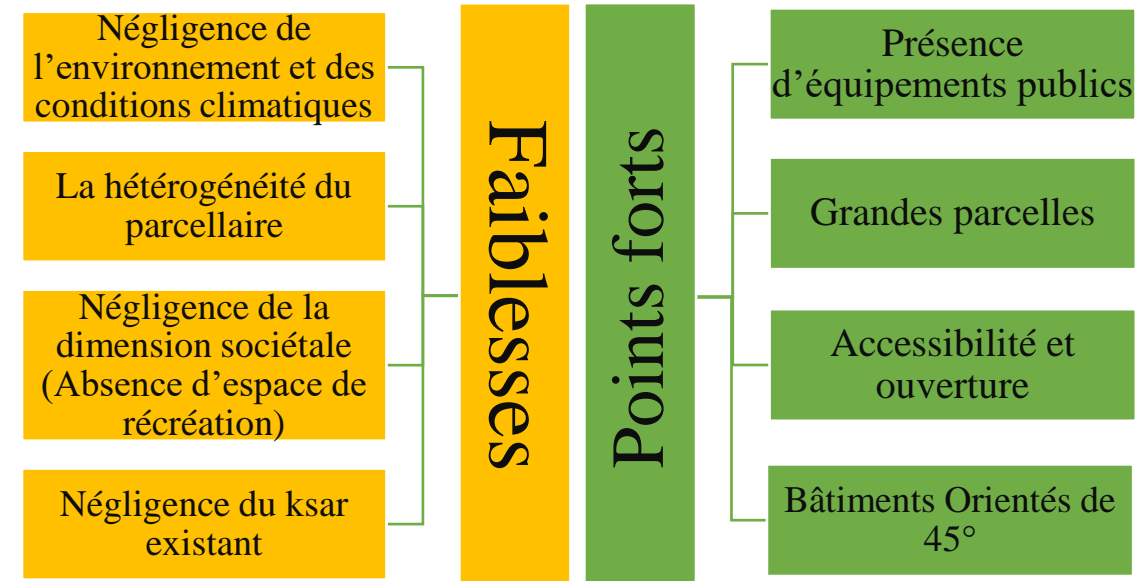 Négligence de
l’environnement et des
conditions climatiques
La hétérogénéité du
parcellaire
Négligence de la
dimension sociétale
(Absence d’espace de
récréation)
Négligence du ksar
existant
Faiblesses
Points forts
Présence
d’équipements publics
Grandes parcelles
Accessibilité et
ouverture
Bâtiments Orientés de
45°